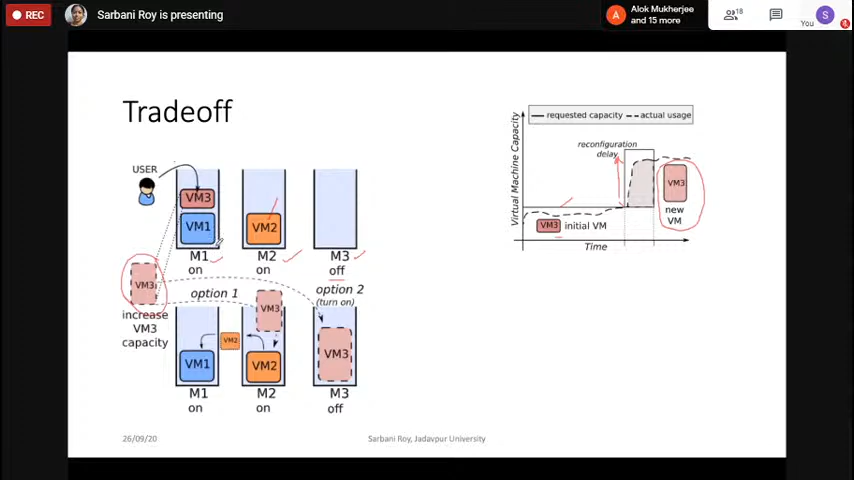 REC
Sarbani Roy is presenting
A
Alok Mukherjee
and 15 more
18
You
S
Tradeoff
USER
VM3
VM1
VM2
M1
on
M2
on
M3
off
VM3
increase
VM3
capacity
option 1
option 2
(turn on)
VM3
VM2
VM1
VM2
VM3
M1
on
M2
on
M3
off
requested capacity
actual usage
Virtual Machine Capacity
reconfiguration
delay
VM3
initial VM
VM3
new
VM
Time
26/09/20
Sarbani Roy, Jadavpur University